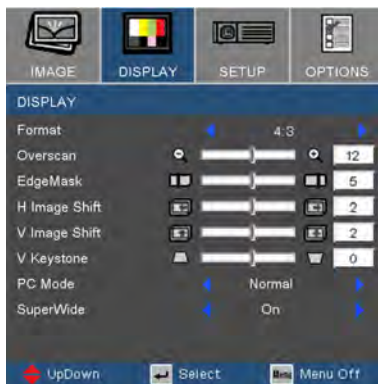 IMAGE DISPLAY SETUP OPTIONS
DISPLAY
Format 4:3
Overscan 12
EdgeMask 5
H Image Shift 2
V Image Shift 2
V Keystone 0
PC Mode Normal
SuperWide On
UpDown Select Menu Menu Off